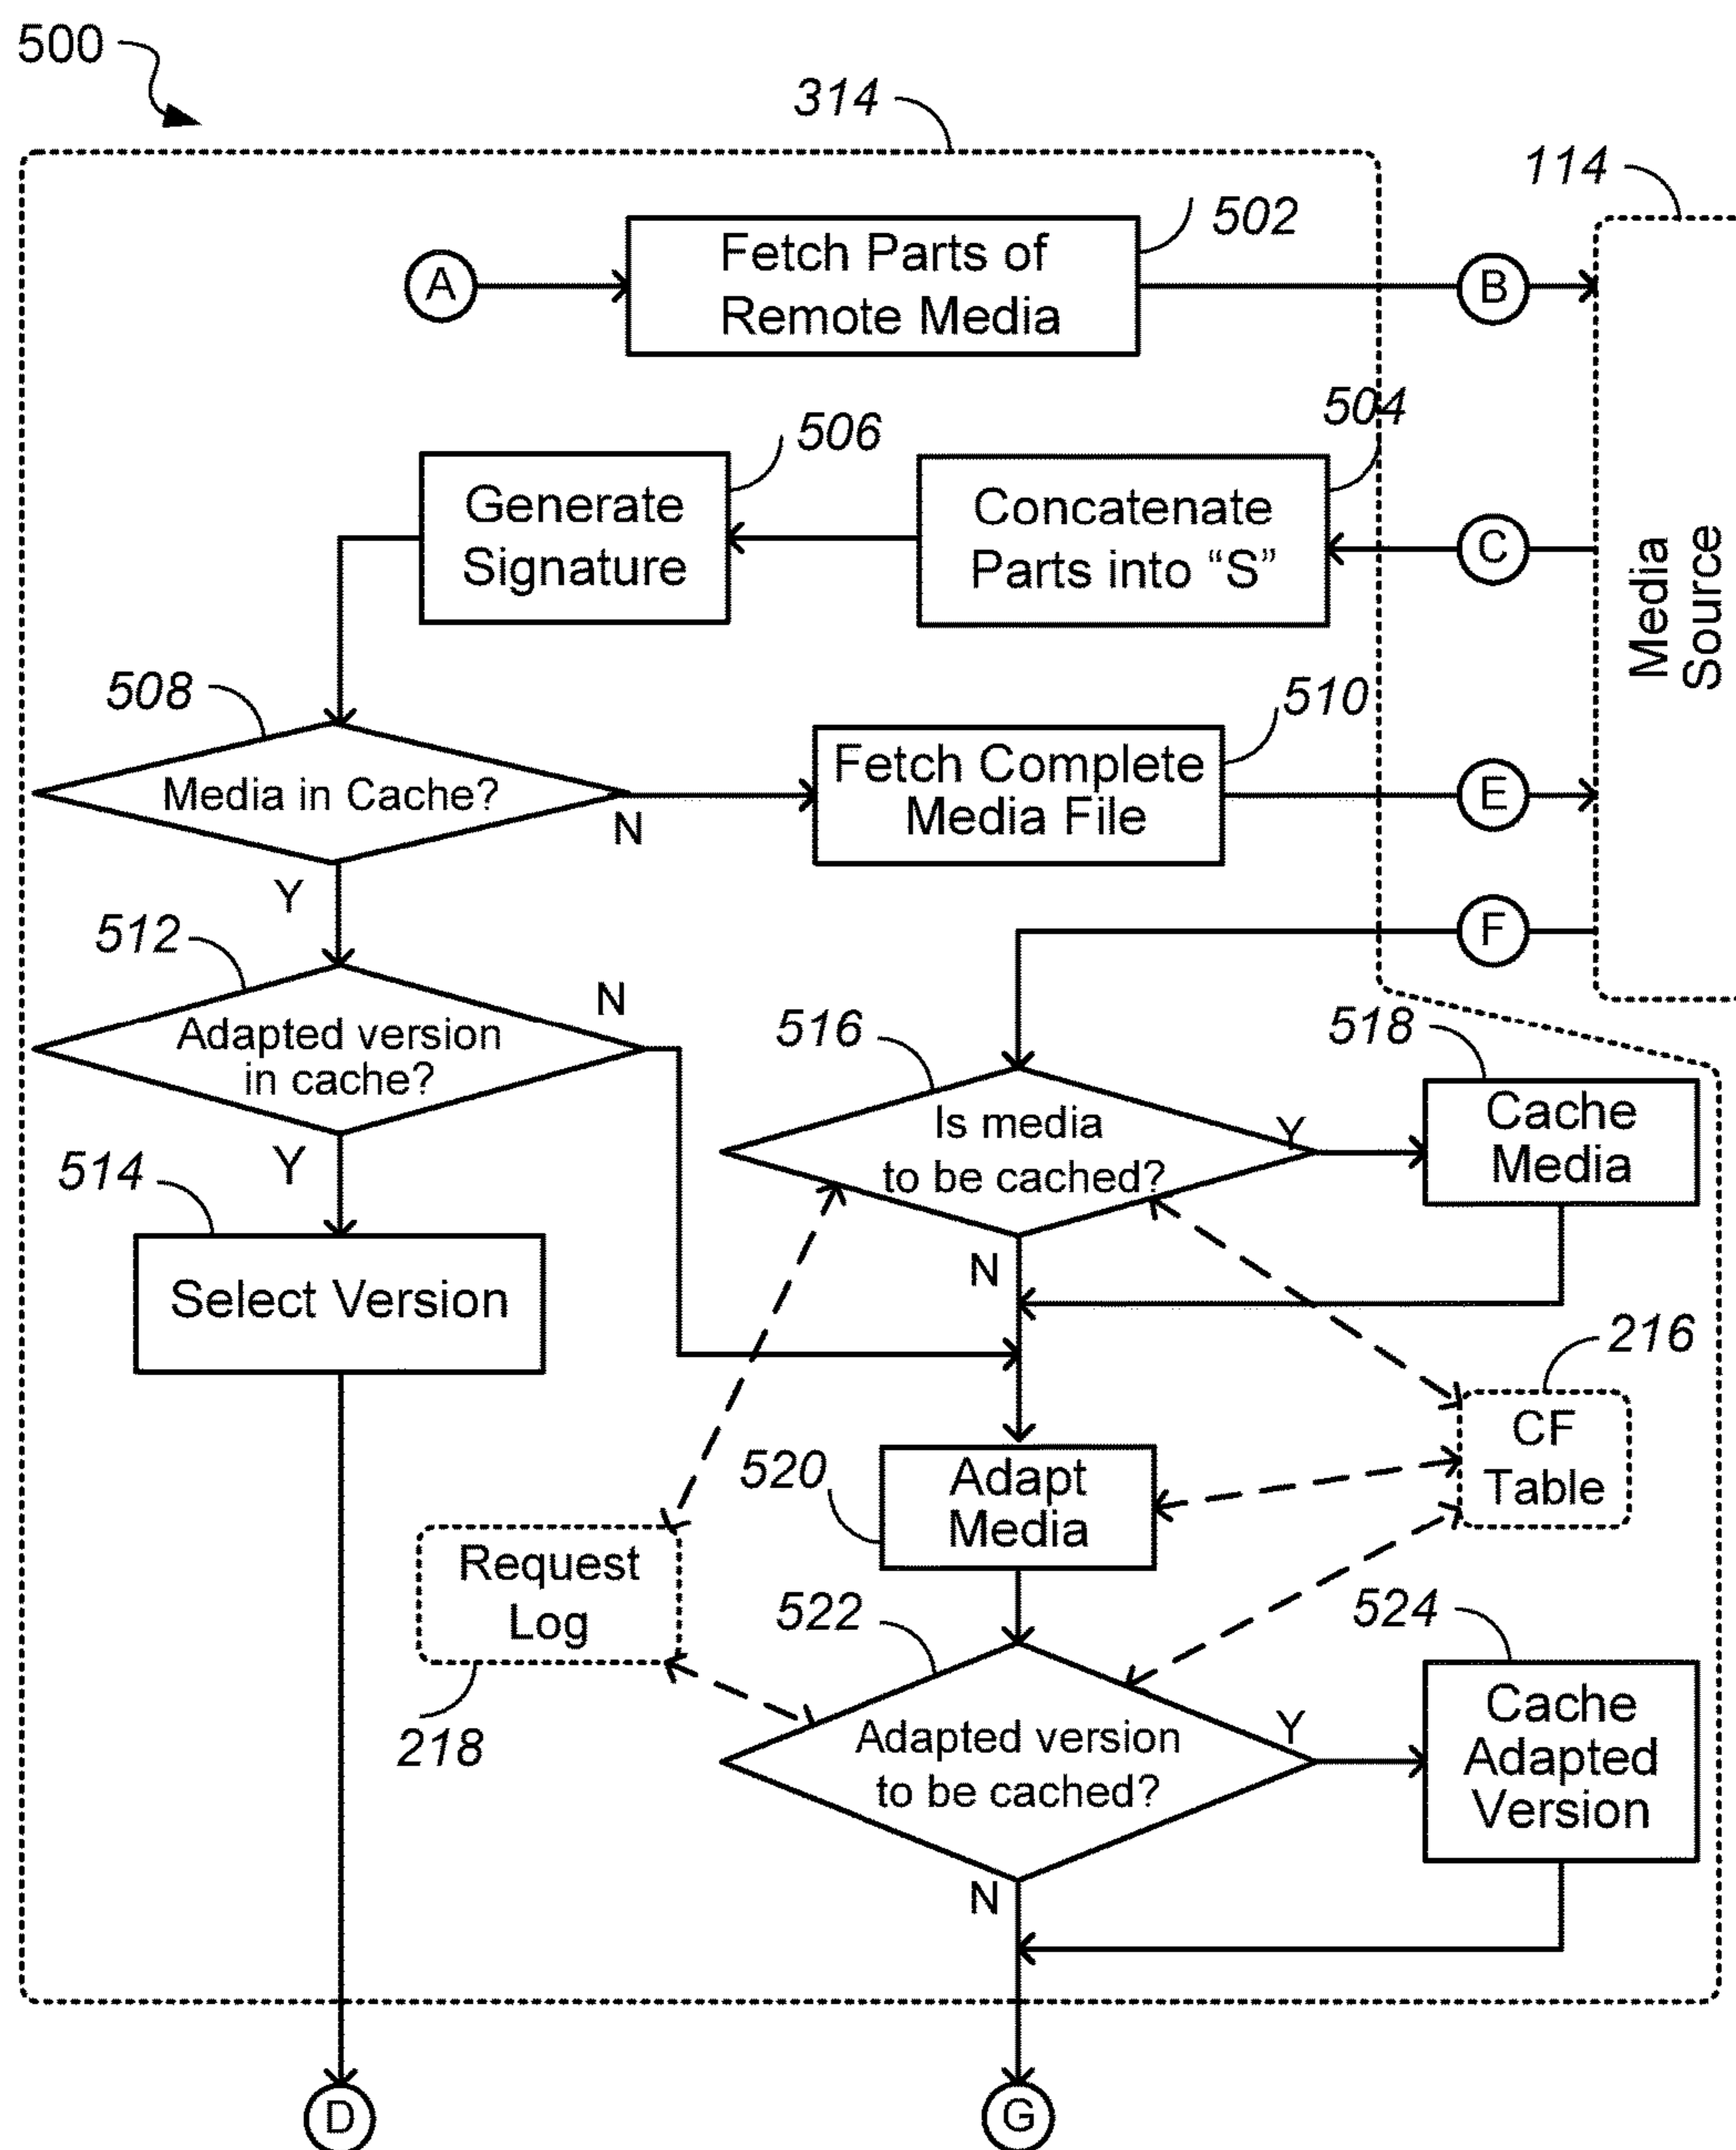 500
314
114
502
Fetch Parts of
Remote Media
A
B
504
506
Generate
Signature
Concatenate
Parts into “S”
C
Media
Source
508
510
Media in Cache?
N
Fetch Complete
Media File
E
Y
F
512
N
Adapted version
in cache?
516
518
Is media
to be cached?
Y
Cache
Media
514
Y
Select Version
N
216
CF
Table
520
Adapt
Media
Request
Log
218
522
524
Adapted version
to be cached?
Y
Cache
Adapted
Version
N
D
G